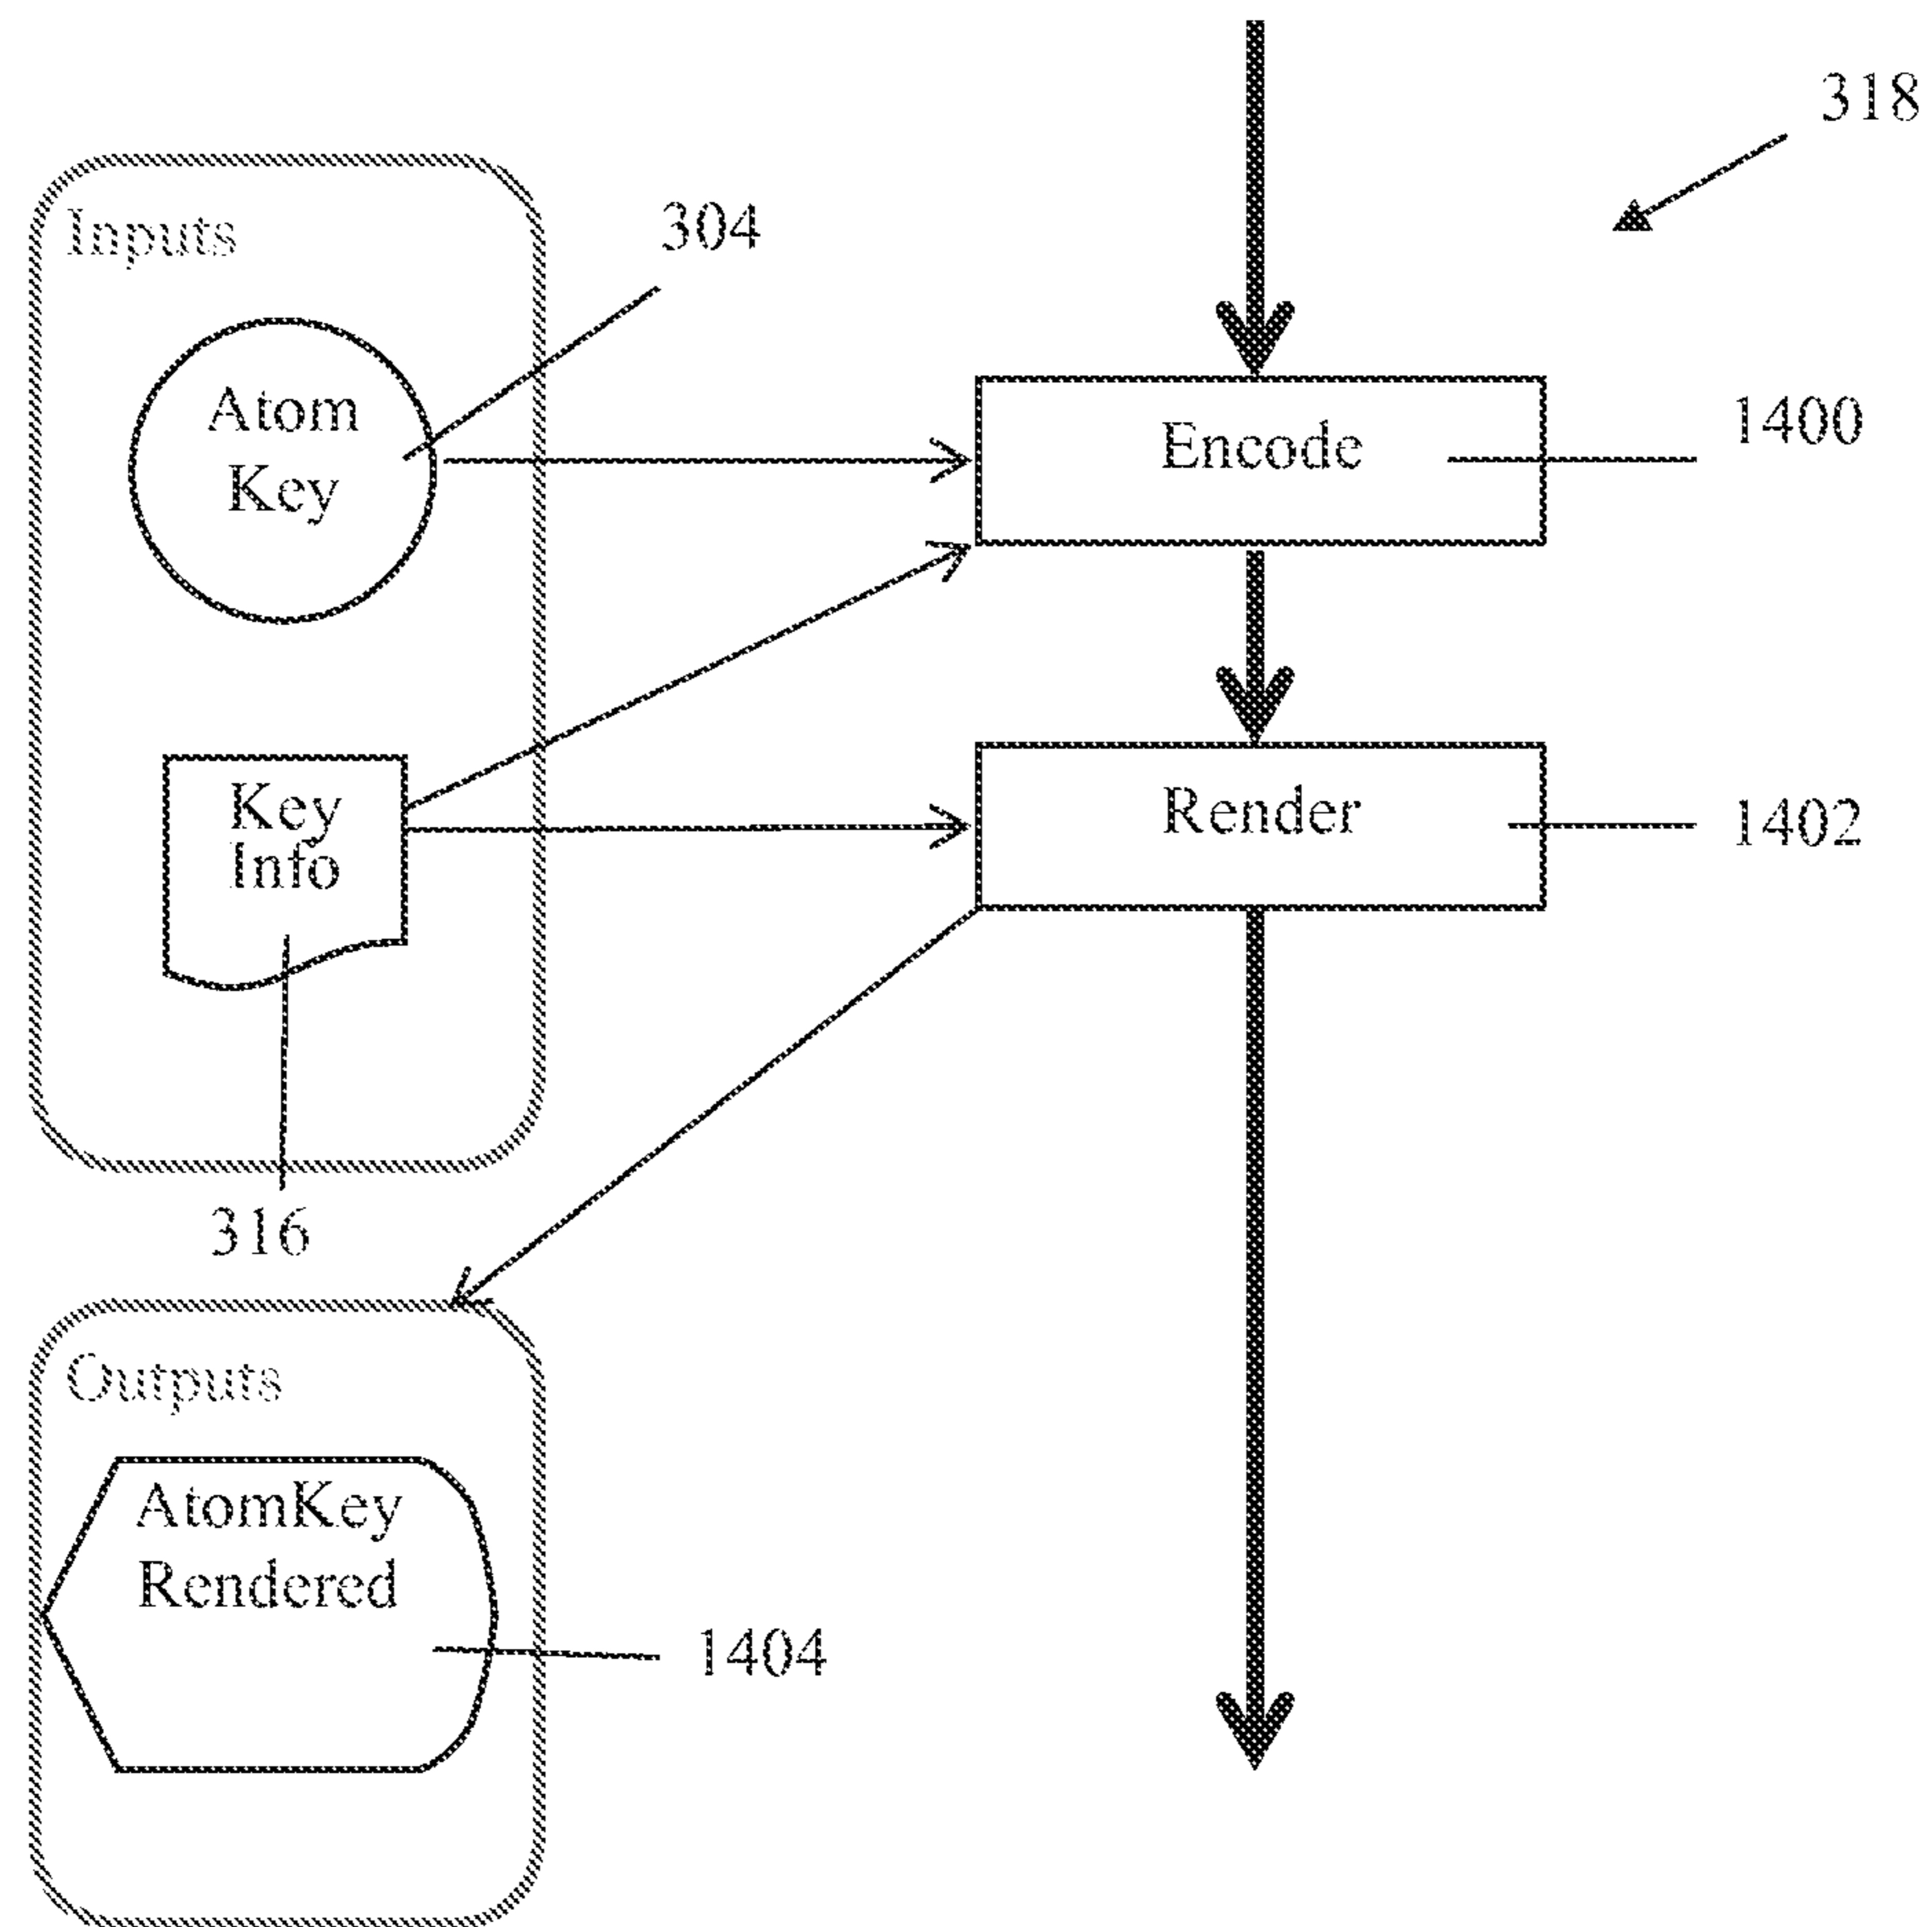 318
Inputs
304
Atom
Key
Encode
1400
Key
Info
Render
1402
316
Outputs
AtomKey
Rendered
1404